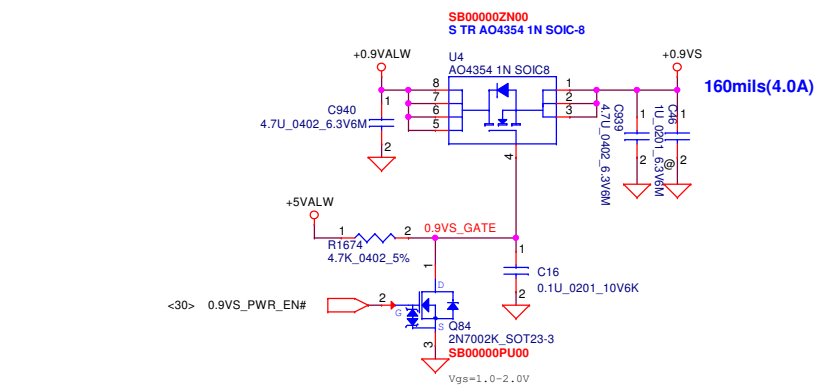 SB00000ZN00
S TR AO4354 1N SOIC-8
+0.9VALW
U4
AO4354 1N SOIC8
+0.9VS
160mils(4.0A)
8
7
6
5
1
2
3
4
1
C940
4.7U_0402_6.3V6M
2
1
C939
4.7U_0402_6.3V6M
2
1
C46
1U_0201_6.3V6M
@
2
+5VALW
1
2
R1674
4.7K_0402_5%
0.9VS_GATE
1
C16
0.1U_0201_10V6K
2
1
D
<30> 0.9VS_PWR_EN#
2
G
S
3
Q84
2N7002K_SOT23-3
SB00000PU00
Vgs=1.0-2.0V